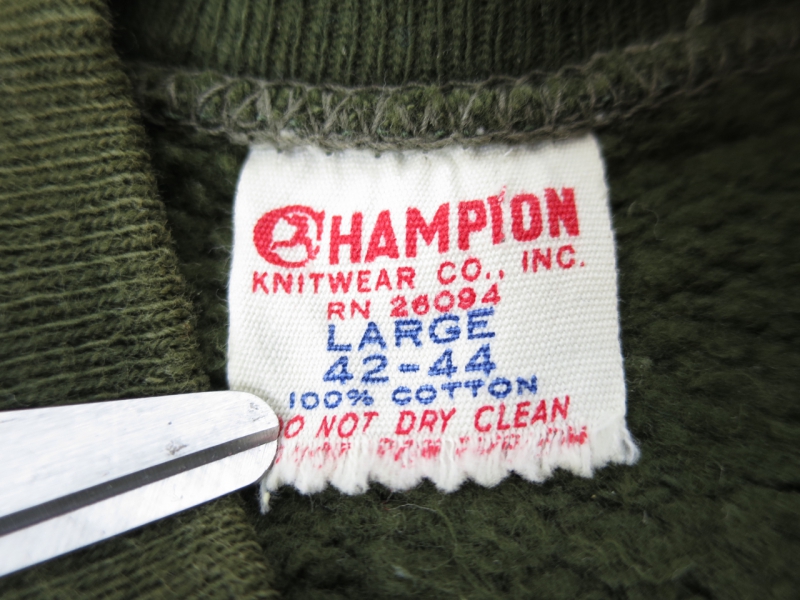 CHAMPION
KNITWEAR CO., INC.
RN 26094
LARGE
42-44
100% COTTON
DO NOT DRY CLEAN